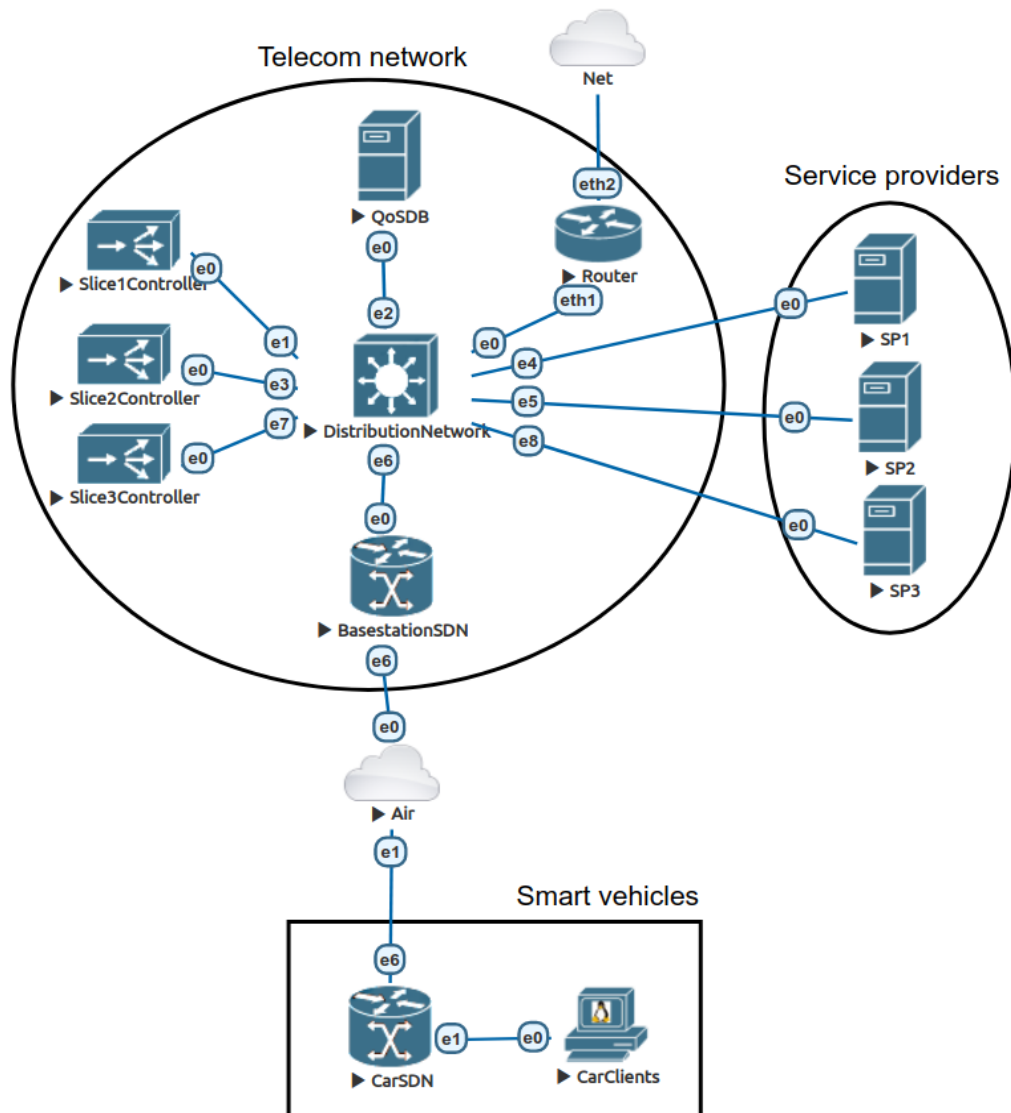 Telecom network
Net
eth2
Service providers
▶ QoSDB
e0
▶ Router
eth1
▶ Slice1Controller
e0
e1
e2
e0
e4
e0
▶ SP1
▶ Slice2Controller
e0
e3
e5
e0
▶ SP2
▶ DistributionNetwork
e7
e8
▶ Slice3Controller
e0
e6
e0
e0
▶ SP3
▶ BasestationSDN
e6
e0
▶ Air
e1
Smart vehicles
e6
e1
e0
▶ CarSDN
▶ CarClients